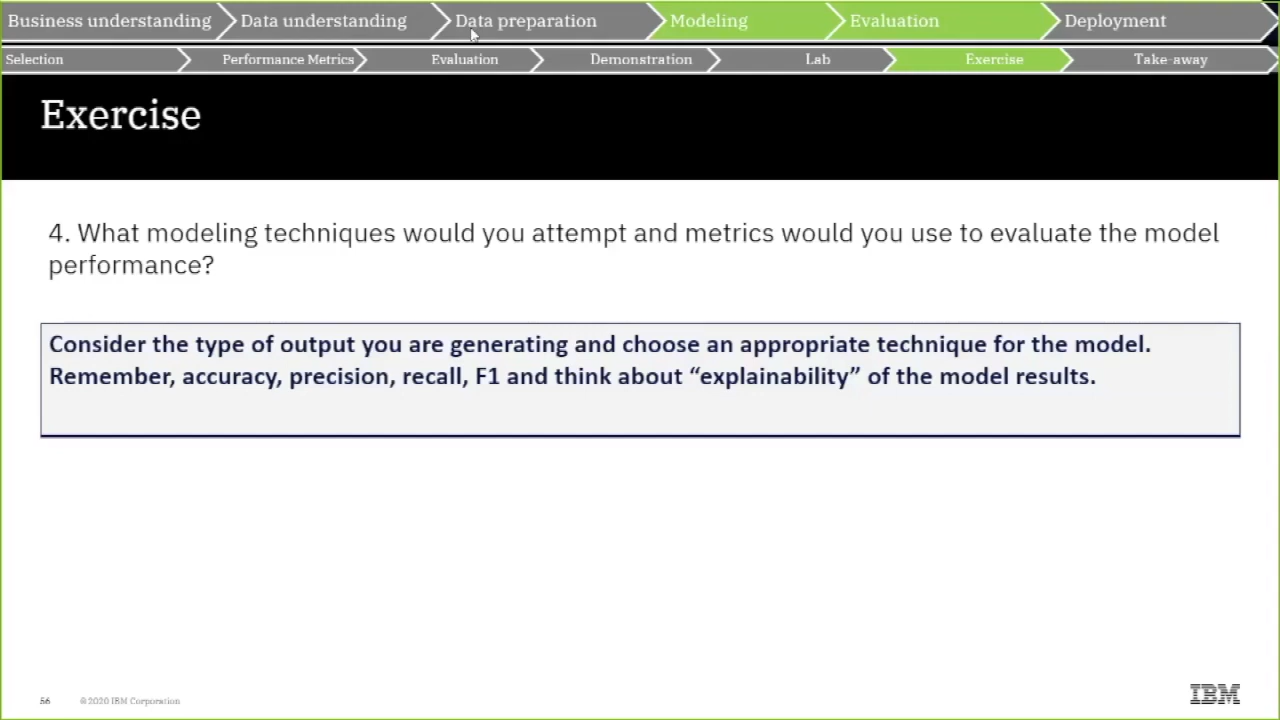 Business understanding Data understanding Data preparation Modeling Evaluation Deployment
Selection Performance Metrics Evaluation Demonstration Lab Exercise Take-away
Exercise
4. What modeling techniques would you attempt and metrics would you use to evaluate the model
performance?
Consider the type of output you are generating and choose an appropriate technique for the model.
Remember, accuracy, precision, recall, F1 and think about “explainability” of the model results.
56 © 2020 IBM Corporation IBM